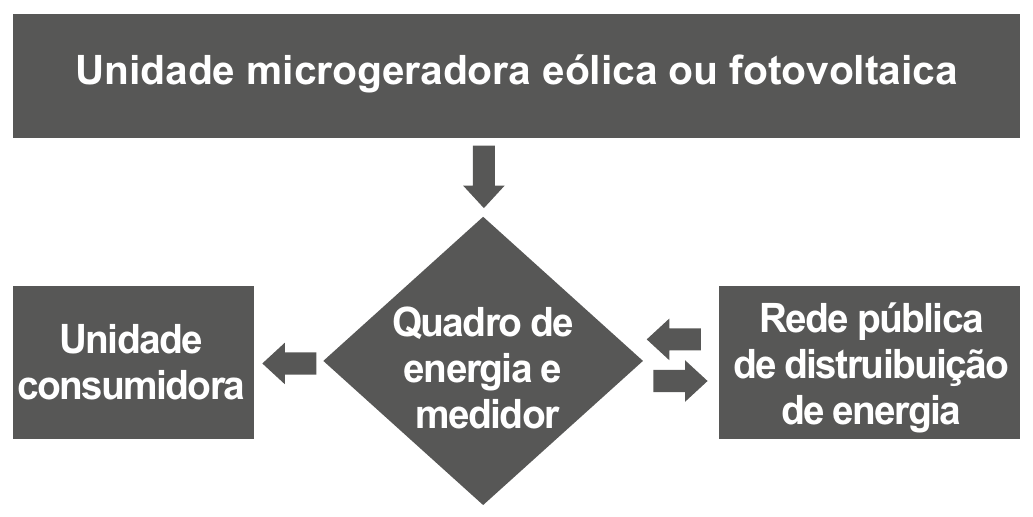 Unidade microgeradora eólica ou fotovoltaica
Unidade
consumidora
Quadro de
energia e
medidor
Rede pública
de distruibuição
de energia